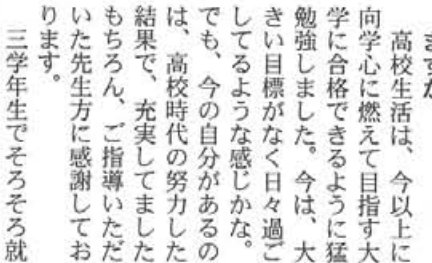 ますか
高校生活は、今以上に
向学心に燃えて目指す大
学に合格できるように猛
勉強しました。今は、大
きい目標がなく日々過ご
してるような感じかな。
でも、今の自分があるの
は、高校時代の努力した
結果で、充実してました
もちろん、ご指導いただ
いた先生方に感謝してお
ります。
三学年生でそろそろ就